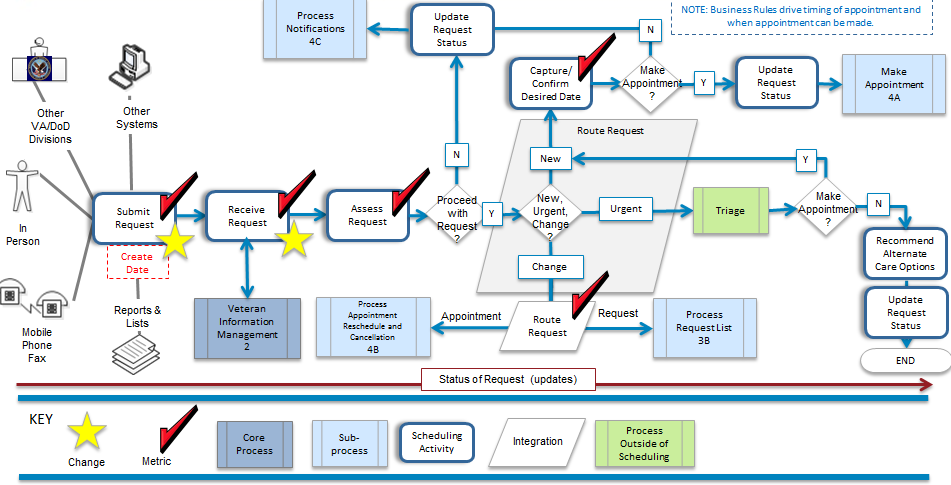 NOTE: Business Rules drive timing of appointment and
when appointment can be made.
Process
Notifications
4C
Update
Request
Status
N
Capture/
Confirm
Desired Date
Make
Appointment
?
Y
Update
Request
Status
Make
Appointment
4A
Other
VA/DoD
Divisions
Other
Systems
Route Request
N
New
Y
In
Person
Submit
Request
Receive
Request
Assess
Request
Proceed
with
Request
?
Y
New,
Urgent,
Change
?
Urgent
Triage
Make
Appointment
?
N
Create
Date
Change
Recommend
Alternate
Care Options
Mobile
Phone
Fax
Reports &
Lists
Veteran
Information
Management
2
Process
Appointment
Reschedule and
Cancellation
4B
Appointment
Route
Request
Request
Process
Request List
3B
Update
Request
Status
END
Status of Request (updates)
KEY
Change
Metric
Core
Process
Sub-
process
Scheduling
Activity
Integration
Process
Outside of
Scheduling